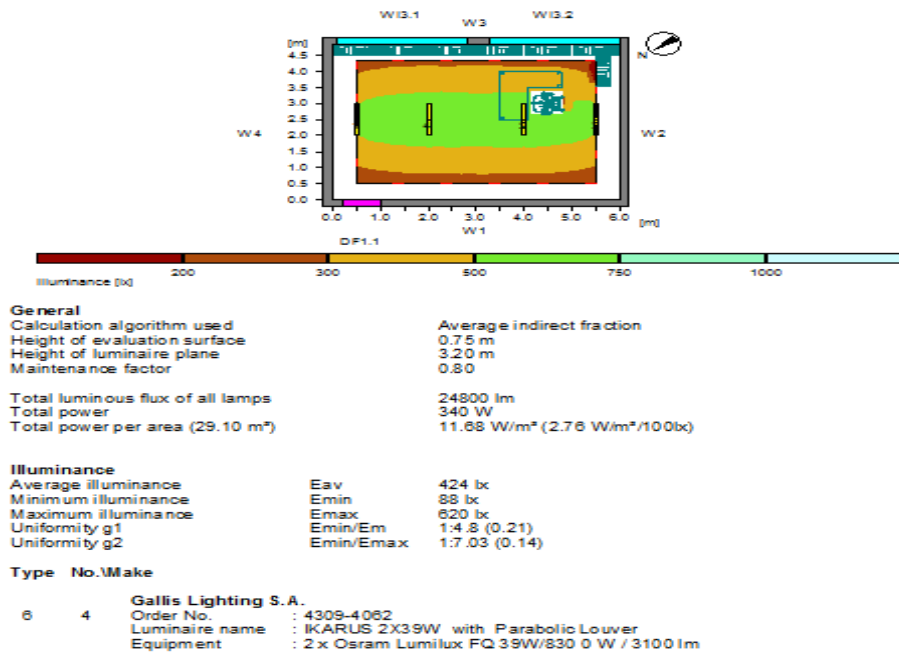 WI3.1 W3 WI3.2
[m]
N
4.5
4.0
3.5
3.0
2.5
2.0
1.5
1.0
0.5
0.0
W4
W2
0.0 1.0 2.0 3.0 4.0 5.0 6.0 [m]
W1
DF1.1
200 300 500 750 1000
Illuminance [lx]
General
Calculation algorithm used Average indirect fraction
Height of evaluation surface 0.75 m
Height of luminaire plane 3.20 m
Maintenance factor 0.80
Total luminous flux of all lamps 24800 lm
Total power 340 W
Total power per area (29.10 m²) 11.68 W/m² (2.76 W/m²/100lx)
Illuminance
Average illuminance Eav 424 lx
Minimum illuminance Emin 88 lx
Maximum illuminance Emax 620 lx
Uniformity g1 Emin/Em 1:4.8 (0.21)
Uniformity g2 Emin/Emax 1:7.03 (0.14)
Type No.\Make
Gallis Lighting S.A.
6 4 Order No. : 4309-4062
Luminaire name : IKARUS 2X39W with Parabolic Louver
Equipment : 2 x Osram Lumilux FQ 39W/830 0 W / 3100 lm